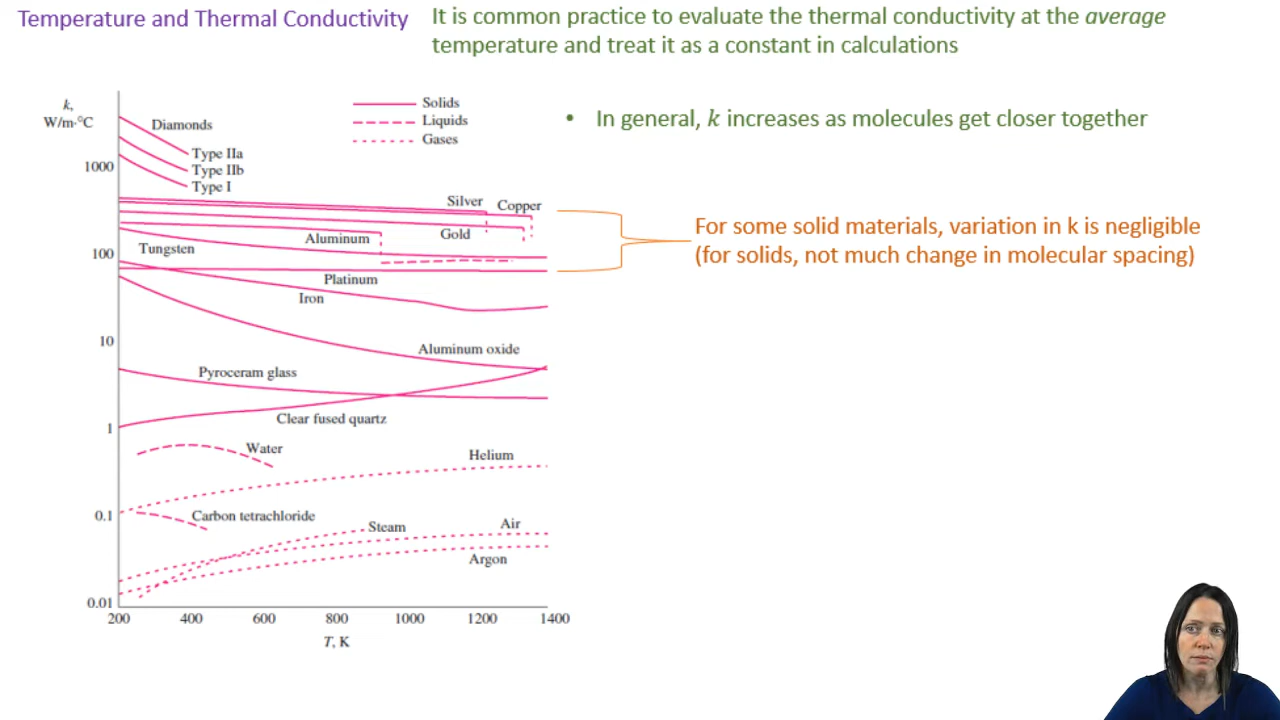 Temperature and Thermal Conductivity
It is common practice to evaluate the thermal conductivity at the average
temperature and treat it as a constant in calculations
k,
W/m·°C
Solids
Liquids
Gases
Diamonds
Type IIa
Type IIb
Type I
1000
Silver
Copper
Gold
Aluminum
Tungsten
100
Platinum
Iron
10
Aluminum oxide
Pyroceram glass
Clear fused quartz
1
Water
Helium
0.1
Carbon tetrachloride
Steam
Air
Argon
0.01
200 400 600 800 1000 1200 1400
T, K
• In general, k increases as molecules get closer together
For some solid materials, variation in k is negligible
(for solids, not much change in molecular spacing)